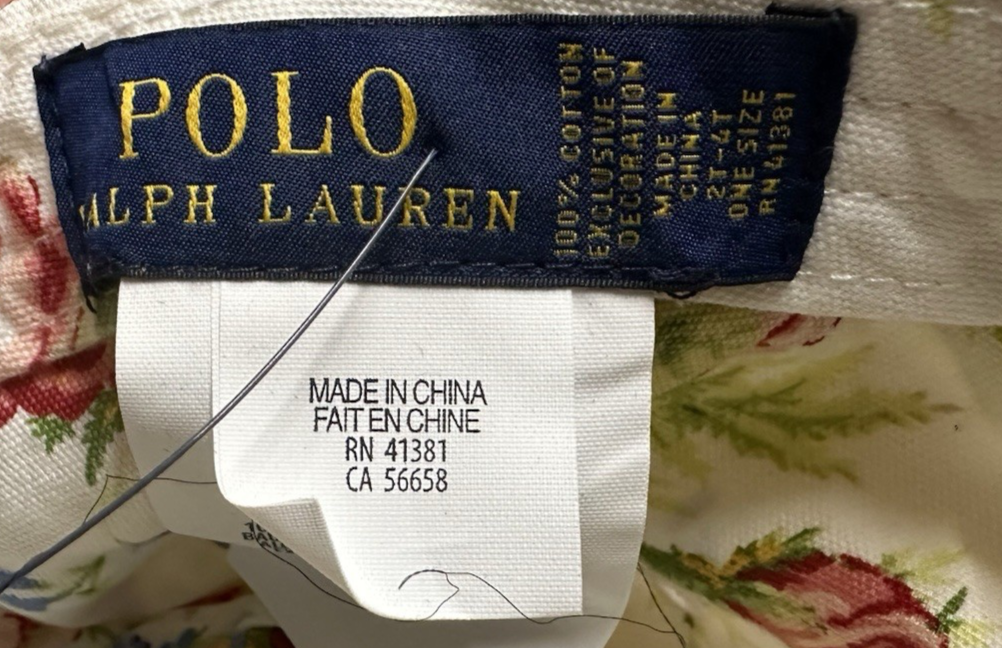 POLO
RALPH LAUREN
100% COTTON
EXCLUSIVE OF
DECORATION
MADE IN
CHINA
2T-4T
ONE SIZE
RN 41381
MADE IN CHINA
FAIT EN CHINE
RN 41381
CA 56658